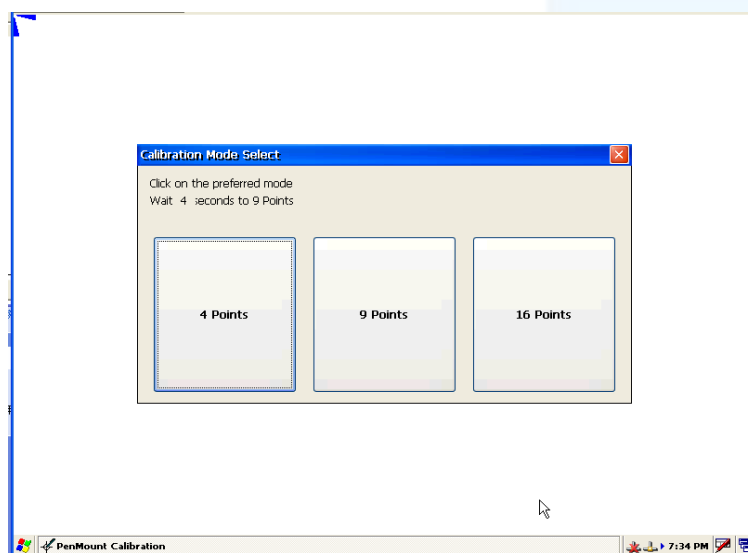 Calibration Mode Select
Click on the preferred mode
Wait 4 seconds to 9 Points
4 Points
9 Points
16 Points
PenMount Calibration
7:34 PM